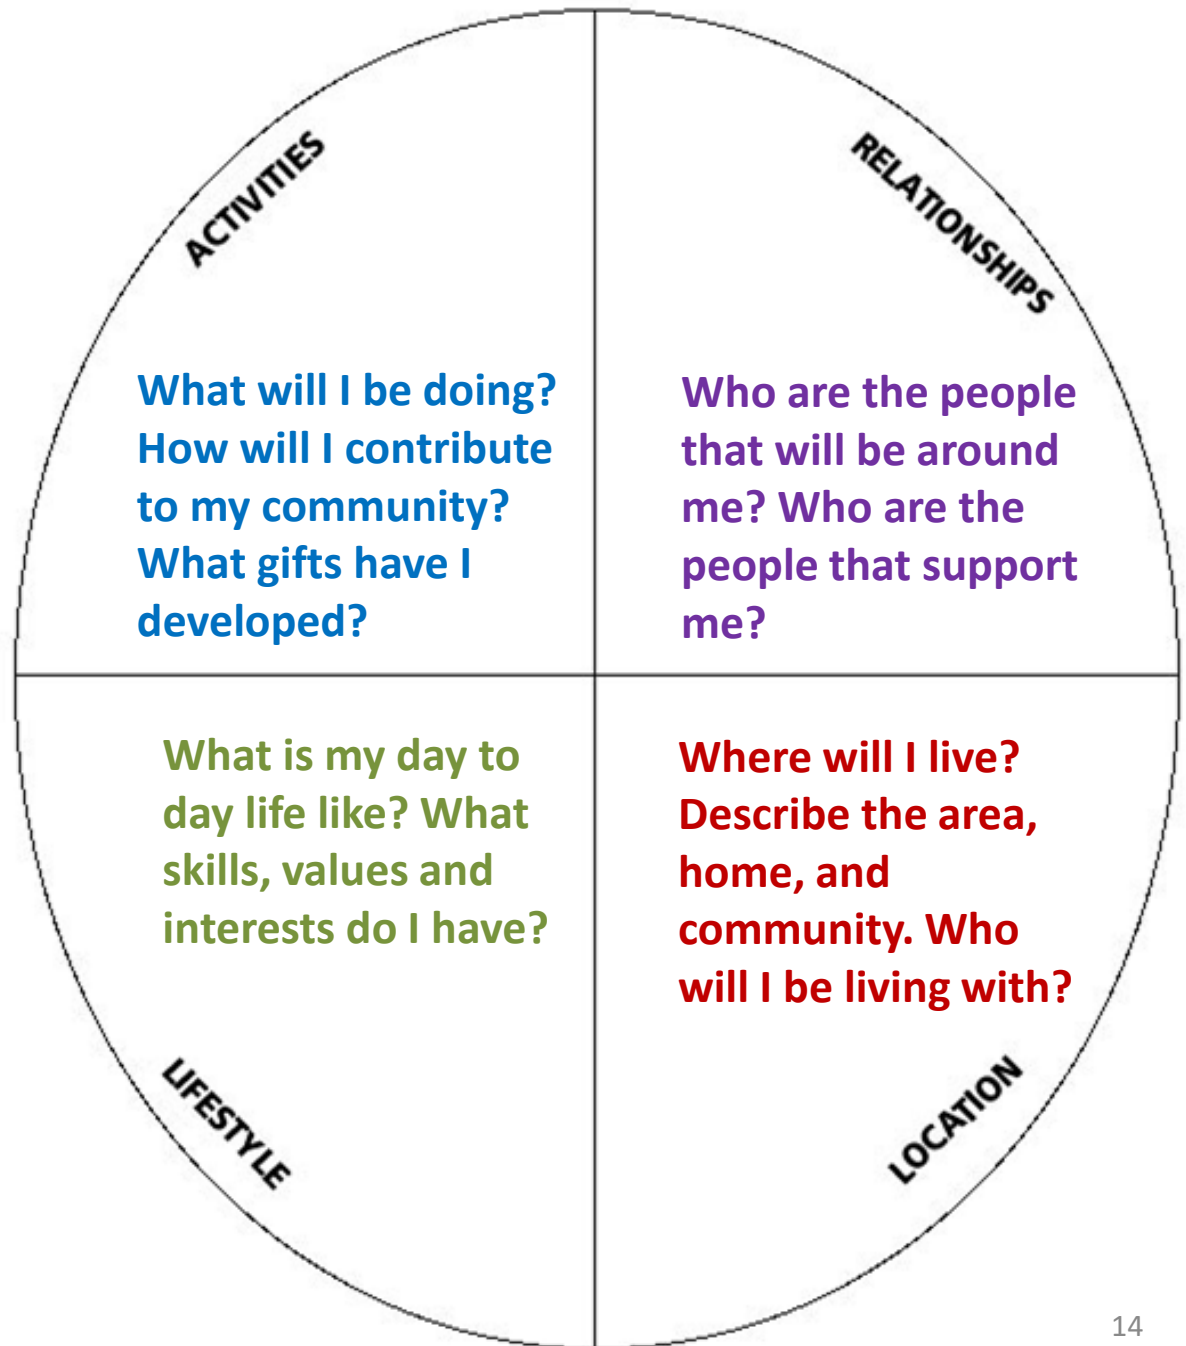 ACTIVITIES
What will I be doing?
How will I contribute
to my community?
What gifts have I
developed?
RELATIONSHIPS
Who are the people
that will be around
me? Who are the
people that support
me?
What is my day to
day life like? What
skills, values and
interests do I have?
LIFESTYLE
Where will I live?
Describe the area,
home, and
community. Who
will I be living with?
LOCATION
14